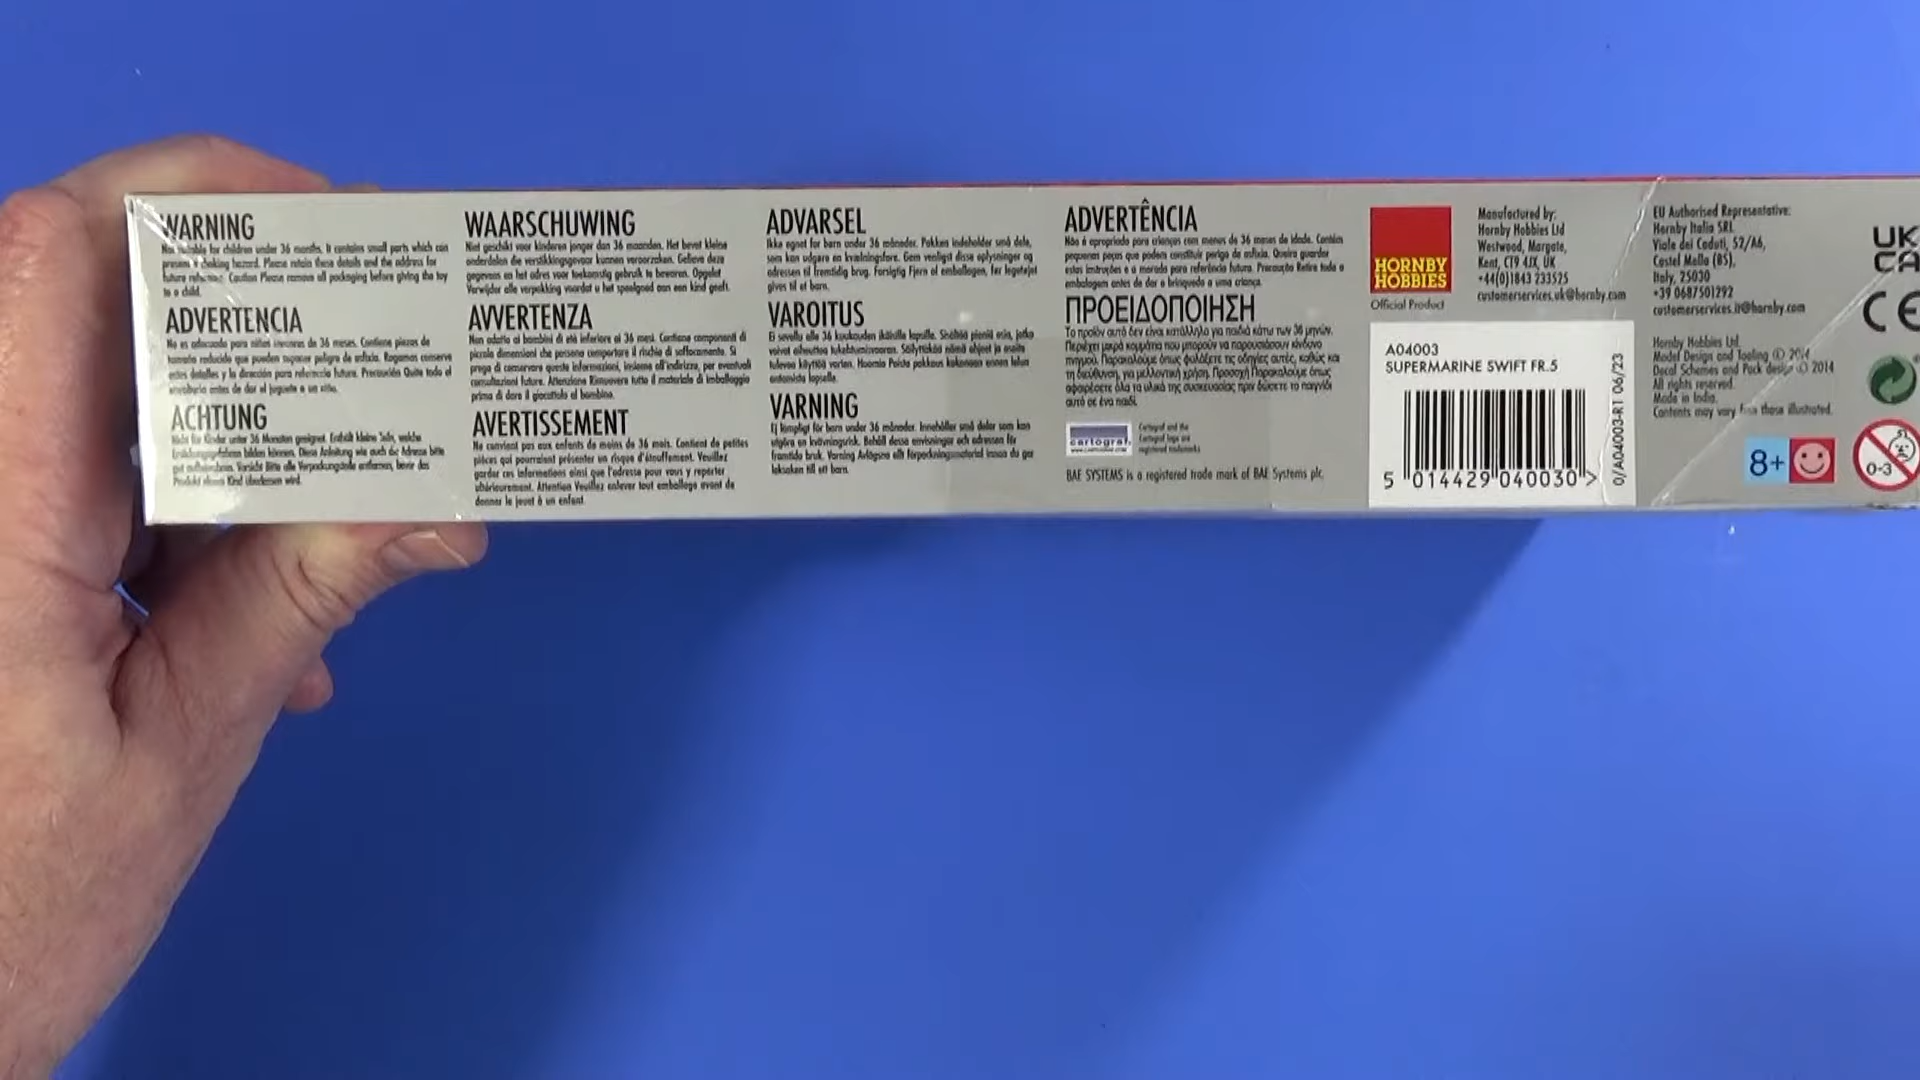 WARNING
Not suitable for children under 36 months. It contains small parts which can
present a choking hazard. Please retain these details and the address for
future reference. Caution Please remove all packaging before giving the toy
to a child.
ADVERTENCIA
No es adecuado para niños menores de 36 meses. Contiene piezas de
tamaño reducido que pueden suponer peligro de asfixia. Rogamos conserve
estos detalles y la dirección para referencia futura. Precaución Quite todo el
envoltorio antes de dar el juguete a un niño.
ACHTUNG
Nicht für Kinder unter 36 Monaten geeignet. Enthält kleine Teile, welche
Erstickungsgefahren bilden können. Diese Anleitung wie auch die Adresse bitte
gut aufbewahren. Vorsicht Bitte alle Verpackungsteile entfernen, bevor das
Produkt einem Kind überlassen wird.
WAARSCHUWING
Niet geschikt voor kinderen jonger dan 36 maanden. Het bevat kleine
onderdelen die verstikkingsgevaar kunnen veroorzaken. Gelieve deze
gegevens en het adres voor toekomstig gebruik te bewaren. Opgelet
Verwijder alle verpakking voordat u het speelgoed aan een kind geeft.
AVVERTENZA
Non adatto ai bambini di età inferiore ai 36 mesi. Contiene componenti di
piccole dimensioni che possono comportare il rischio di soffocamento. Si
prega di conservare queste informazioni, insieme all'indirizzo, per eventuali
consultazioni future. Attenzione Rimuovere tutto il materiale di imballaggio
prima di dare il giocattolo al bambino.
AVERTISSEMENT
Ne convient pas aux enfants de moins de 36 mois. Contient de petites
pièces qui pourraient présenter un risque d'étouffement. Veuillez
garder ces informations ainsi que l'adresse pour vous y reporter
ultérieurement. Attention Veuillez enlever tout emballage avant de
donner le jouet à un enfant.
ADVARSEL
Ikke egnet for børn under 36 måneder. Pakken indeholder små dele,
som kan udgøre en kvælningsfare. Gem venligst disse oplysninger og
adressen til fremtidig brug. Forsigtig Fjern al emballagen, før legetøjet
gives til et barn.
VAROITUS
Ei sovellu alle 36 kuukauden ikäisille lapsille. Sisältää pieniä osia, jotka
voivat aiheuttaa tukehtumisvaaran. Säilyttäkää nämä ohjeet ja osoite
tulevaa käyttöä varten. Huomio Poista pakkaus kokonaan ennen lelun
antamista lapselle.
VARNING
Ej lämpligt för barn under 36 månader. Innehåller små delar som kan
utgöra en kvävningsrisk. Behåll dessa anvisningar och adressen för
framtida bruk. Varning Avlägsna allt förpackningsmaterial innan du ger
leksaken till ett barn.
ADVERTÊNCIA
Não é apropriado para crianças com menos de 36 meses de idade. Contém
pequenas peças que podem constituir perigo de asfixia. Queira guardar
estas instruções e a morada para referência futura. Precaução Retire toda a
embalagem antes de dar o brinquedo a uma criança.
ΠΡΟΕΙΔΟΠΟΙΗΣΗ
Το προϊόν αυτό δεν είναι κατάλληλο για παιδιά κάτω των 36 μηνών.
Περιέχει μικρά κομμάτια που μπορούν να παρουσιάσουν κίνδυνο
πνιγμού. Παρακαλούμε όπως φυλάξετε τις οδηγίες αυτές, καθώς και
τη διεύθυνση, για μελλοντική χρήση. Προσοχή Παρακαλούμε όπως
αφαιρέσετε όλα τα υλικά της συσκευασίας πριν δώσετε το παιχνίδι
αυτό σε ένα παιδί.
cartograf.
Cartograf and the
Cartograf logo are
registered trademarks
BAE SYSTEMS is a registered trade mark of BAE Systems plc.
HORNBY
HOBBIES
Official Product
Manufactured by:
Hornby Hobbies Ltd
Westwood, Margate,
Kent, CT9 4JX, UK
+44(0)1843 233525
customerservices.uk@hornby.com
A04003
SUPERMARINE SWIFT FR.5
5 014429 040030 >
0/A04003-R1 06/23
EU Authorised Representative:
Hornby Italia SRL
Viale dei Caduti, 52/A6,
Castel Mella (BS),
Italy, 25030
+39 0687501292
customerservices.it@hornby.com
Hornby Hobbies Ltd.
Model Design and Tooling © 2014
Decal Schemes and Pack design © 2014
All rights reserved.
Made in India.
Contents may vary from those illustrated.
8+
UK
CA
CE
0-3